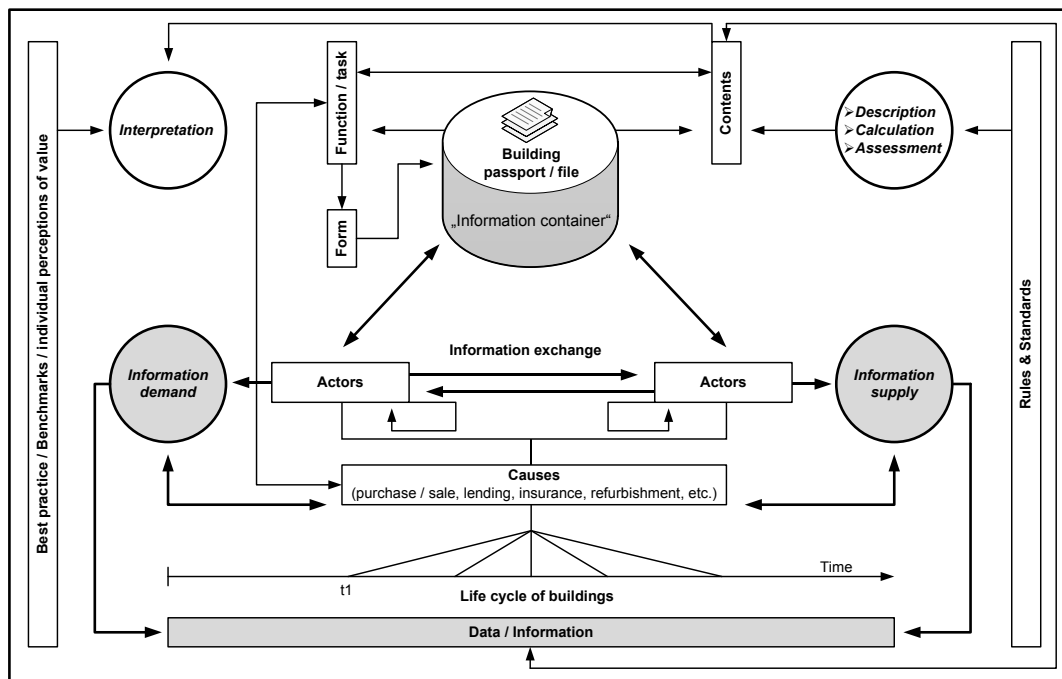 Best practice / Benchmarks / individual perceptions of value
Interpretation
Function / task
Form
Building
passport / file
„Information container“
Contents
➢Description
➢Calculation
➢Assessment
Rules & Standards
Information
demand
Actors
Information exchange
Actors
Information
supply
Causes
(purchase / sale, lending, insurance, refurbishment, etc.)
Time
t1
Life cycle of buildings
Data / Information